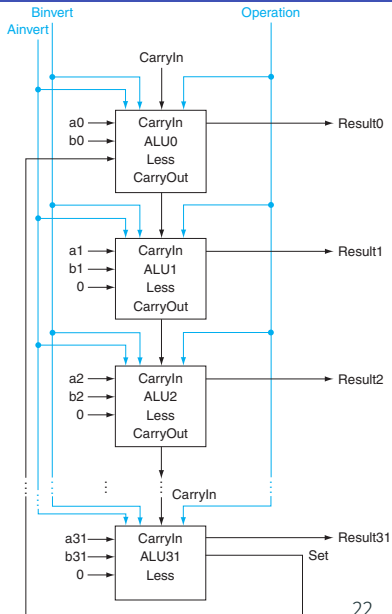 Binvert
Ainvert
Operation
CarryIn
a0
CarryIn
Result0
b0
ALU0
Less
CarryOut
a1
CarryIn
Result1
b1
ALU1
0
Less
CarryOut
a2
CarryIn
Result2
b2
ALU2
0
Less
CarryOut
CarryIn
a31
CarryIn
Result31
b31
ALU31
Set
0
Less
22